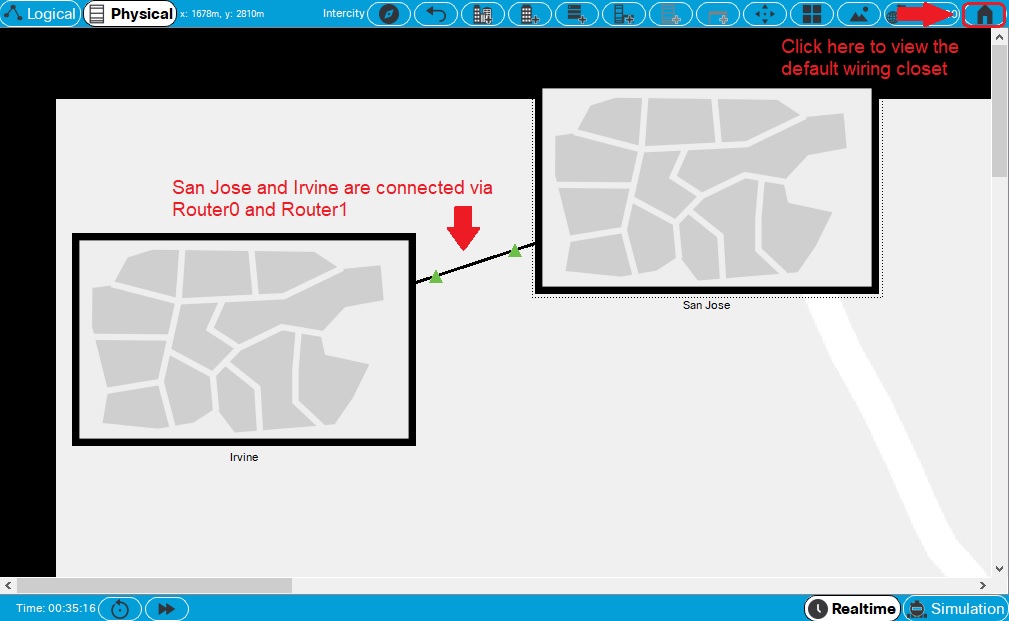 Logical
Physical
x: 1678m, y: 2810m
Intercity
Click here to view the
default wiring closet
San Jose and Irvine are connected via
Router0 and Router1
San Jose
Irvine
Time: 00:35:16
Realtime
Simulation